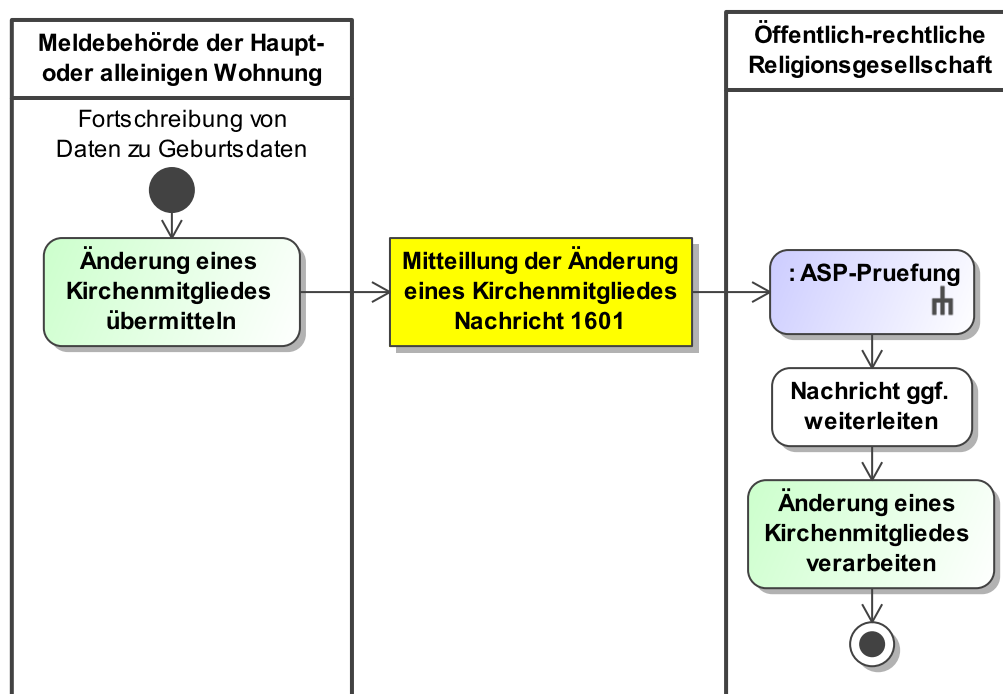 Meldebehörde der Haupt-
oder alleinigen Wohnung
Öffentlich-rechtliche
Religionsgesellschaft
Fortschreibung von
Daten zu Geburtsdaten
Änderung eines
Kirchenmitgliedes
übermitteln
Mitteillung der Änderung
eines Kirchenmitgliedes
Nachricht 1601
: ASP-Pruefung
Nachricht ggf.
weiterleiten
Änderung eines
Kirchenmitgliedes
verarbeiten